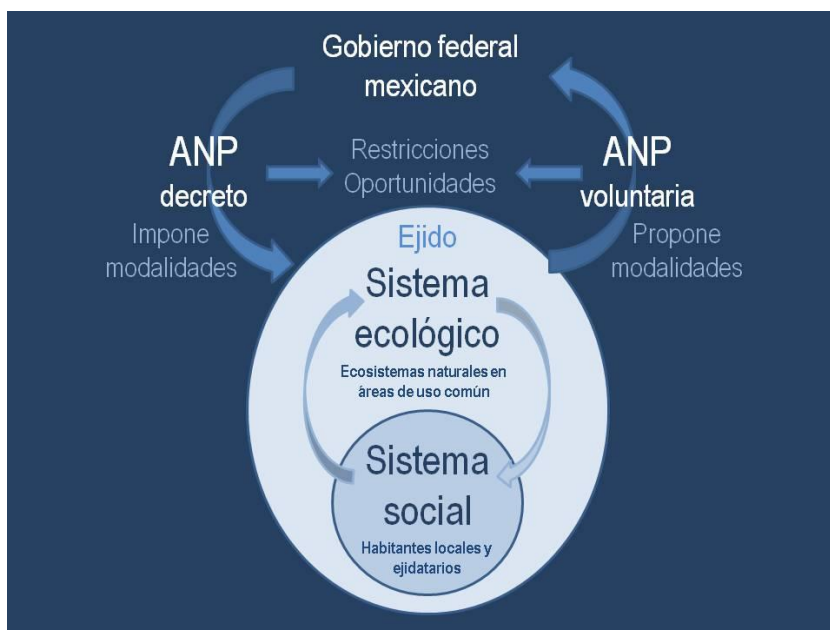 Gobierno federal
mexicano
ANP
decreto
Impone
modalidades
Restricciones
Oportunidades
ANP
voluntaria
Propone
modalidades
Ejido
Sistema
ecológico
Ecosistemas naturales en
áreas de uso común
Sistema
social
Habitantes locales y
ejidatarios